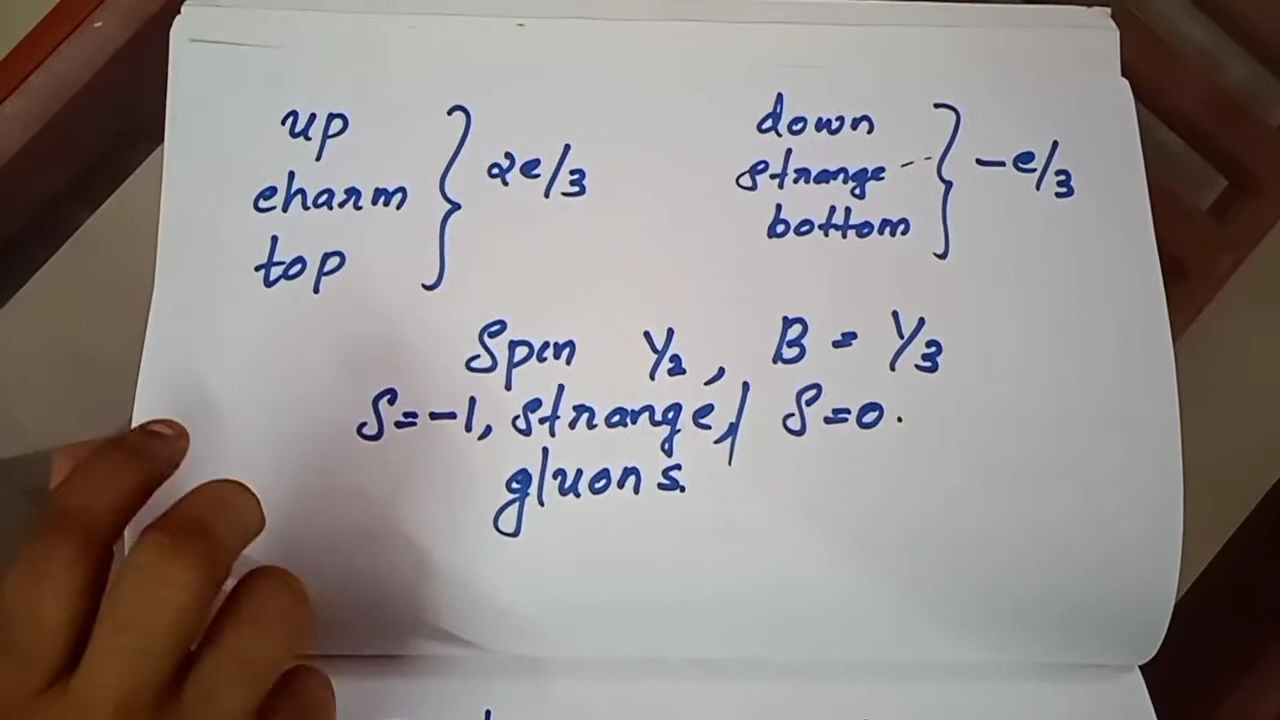 up
charm
top
} 2e/3
down
strange --
bottom
} -e/3
Spin 1/2, B = 1/3
S=-1, strange, / S=0.
gluons.